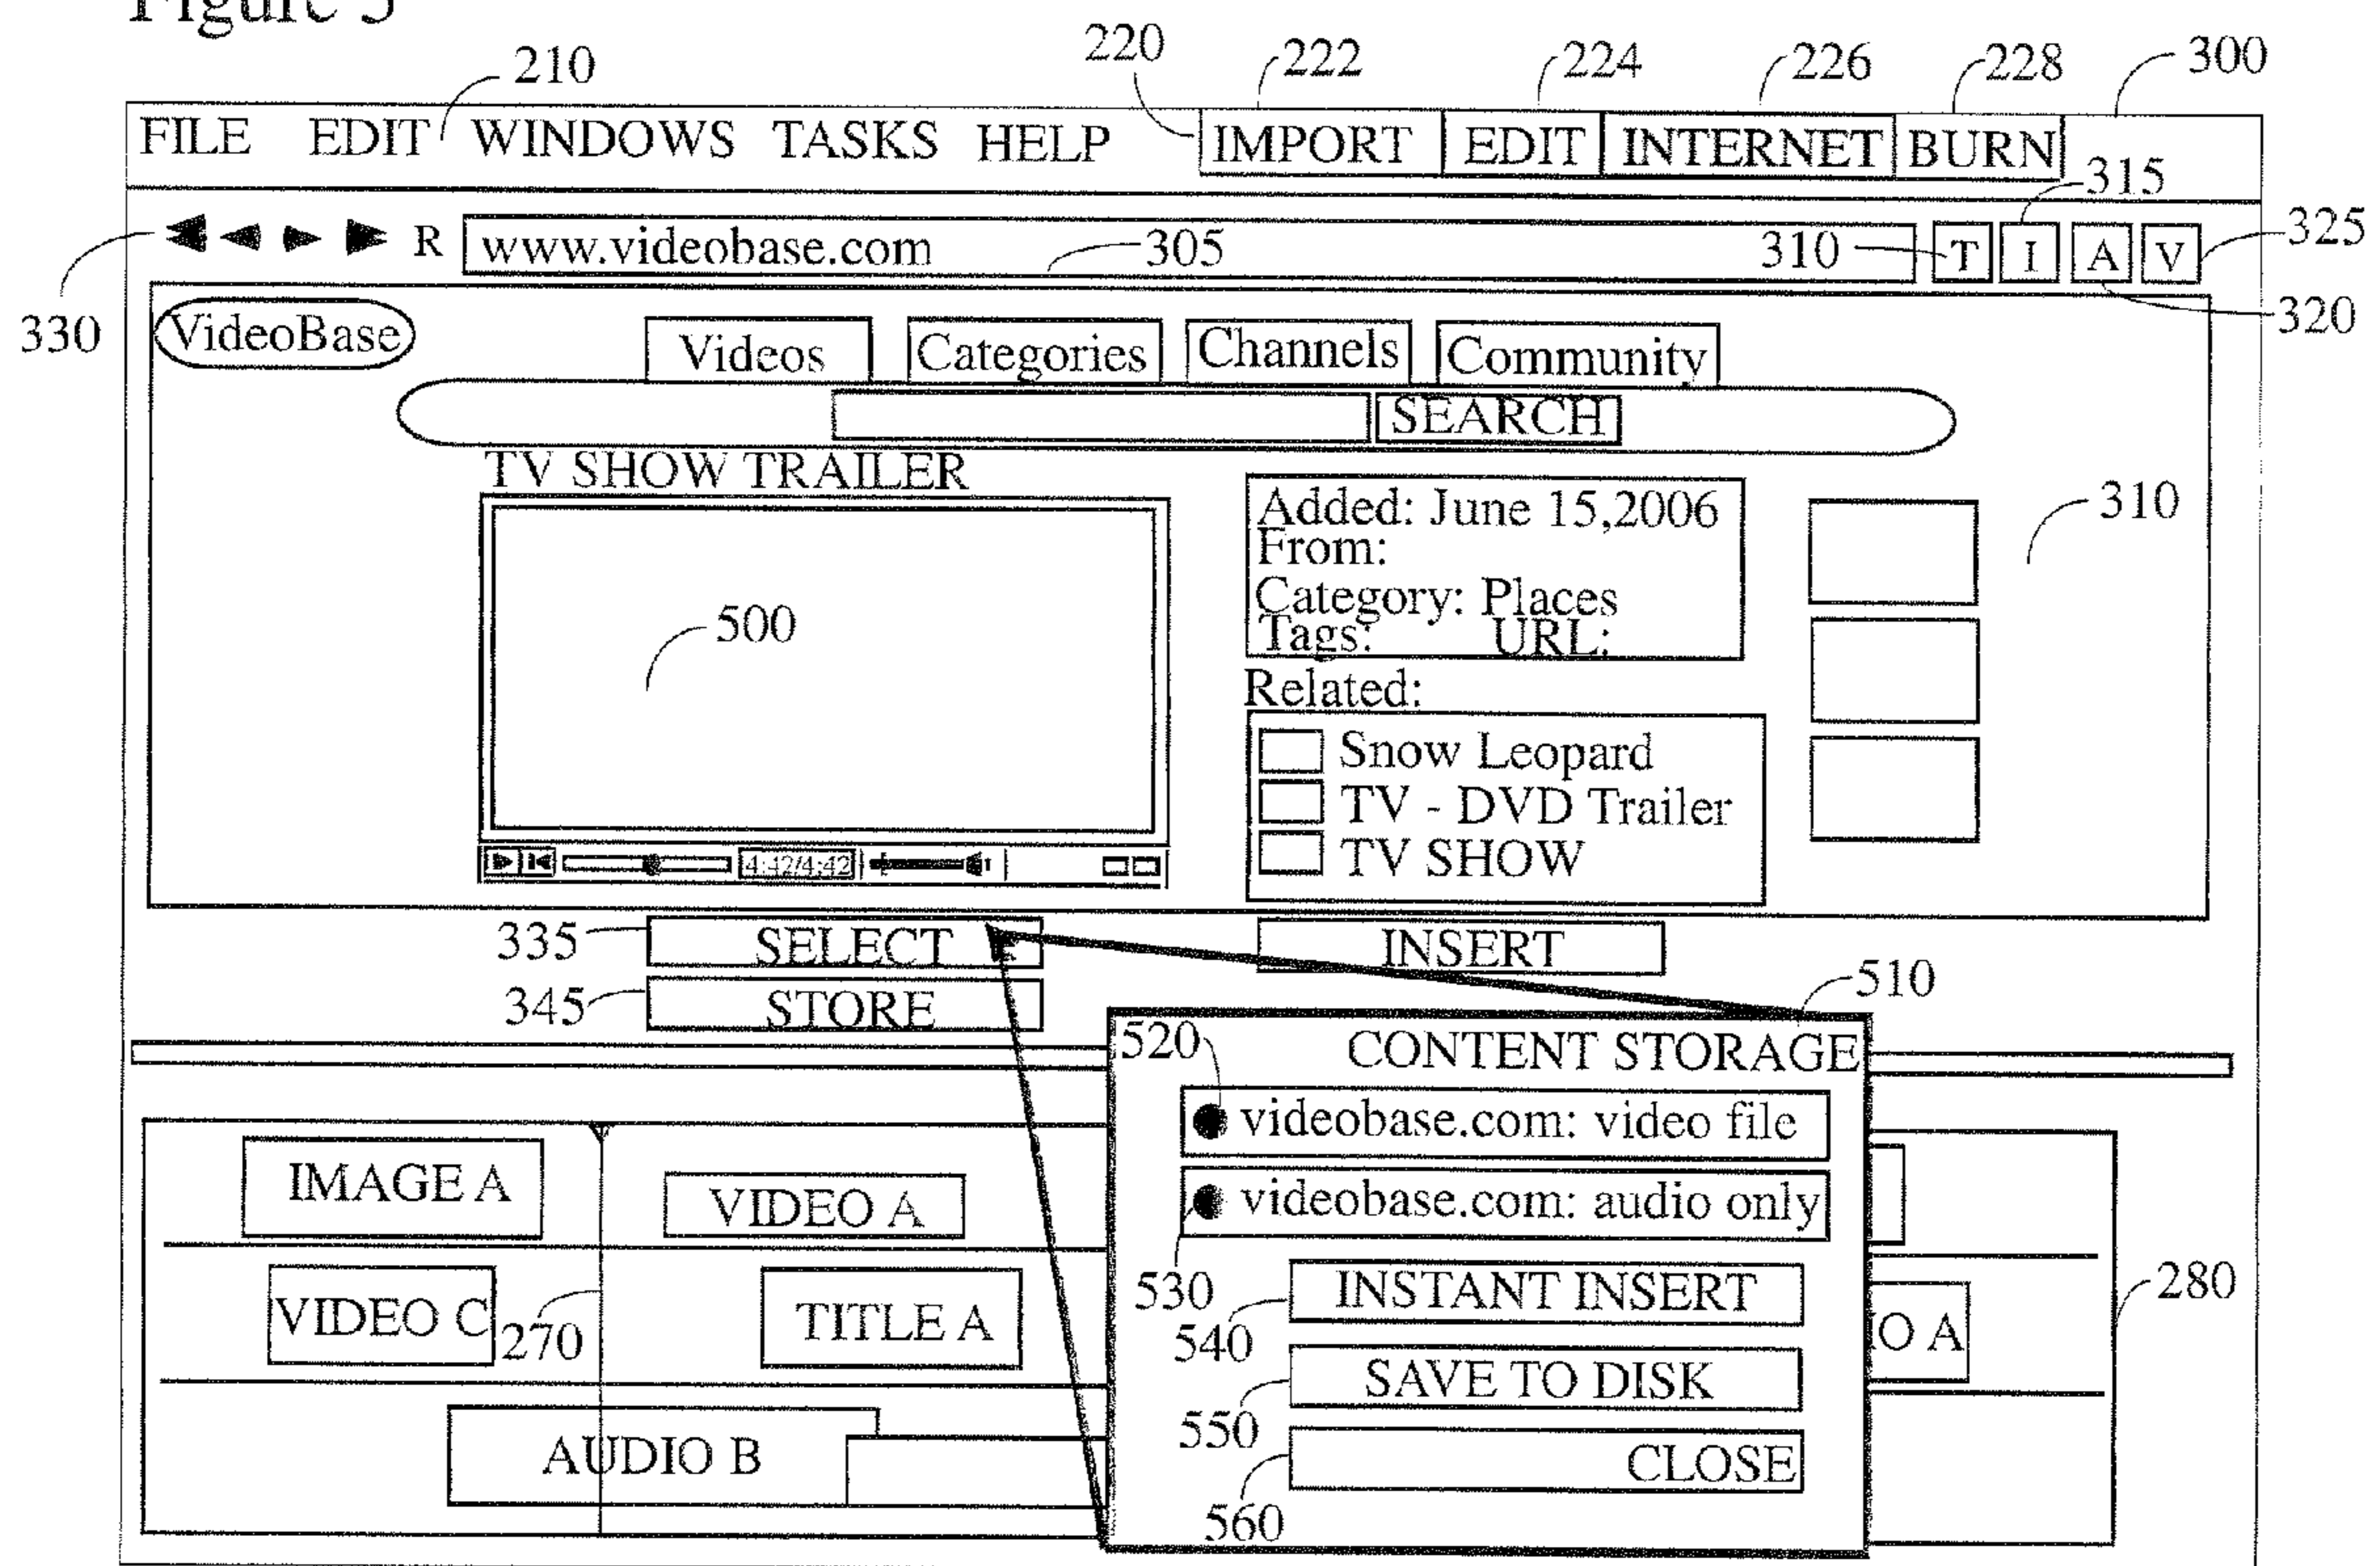 Figure 5
210 220 222 224 226 228 300
FILE EDIT WINDOWS TASKS HELP IMPORT EDIT INTERNET BURN
315
330 R www.videobase.com 305 310 T I A V 325
320
VideoBase Videos Categories Channels Community
SEARCH
TV SHOW TRAILER
500
Added: June 15,2006
From:
Category: Places
Tags: URL:
310
Related:
Snow Leopard
TV - DVD Trailer
TV SHOW
4:42/4:42
335 SELECT INSERT
345 STORE
510
520 CONTENT STORAGE
videobase.com: video file
videobase.com: audio only
530
540 INSTANT INSERT
550 SAVE TO DISK
560 CLOSE
IMAGE A VIDEO A
VIDEO C 270 TITLE A O A 280
AUDIO B